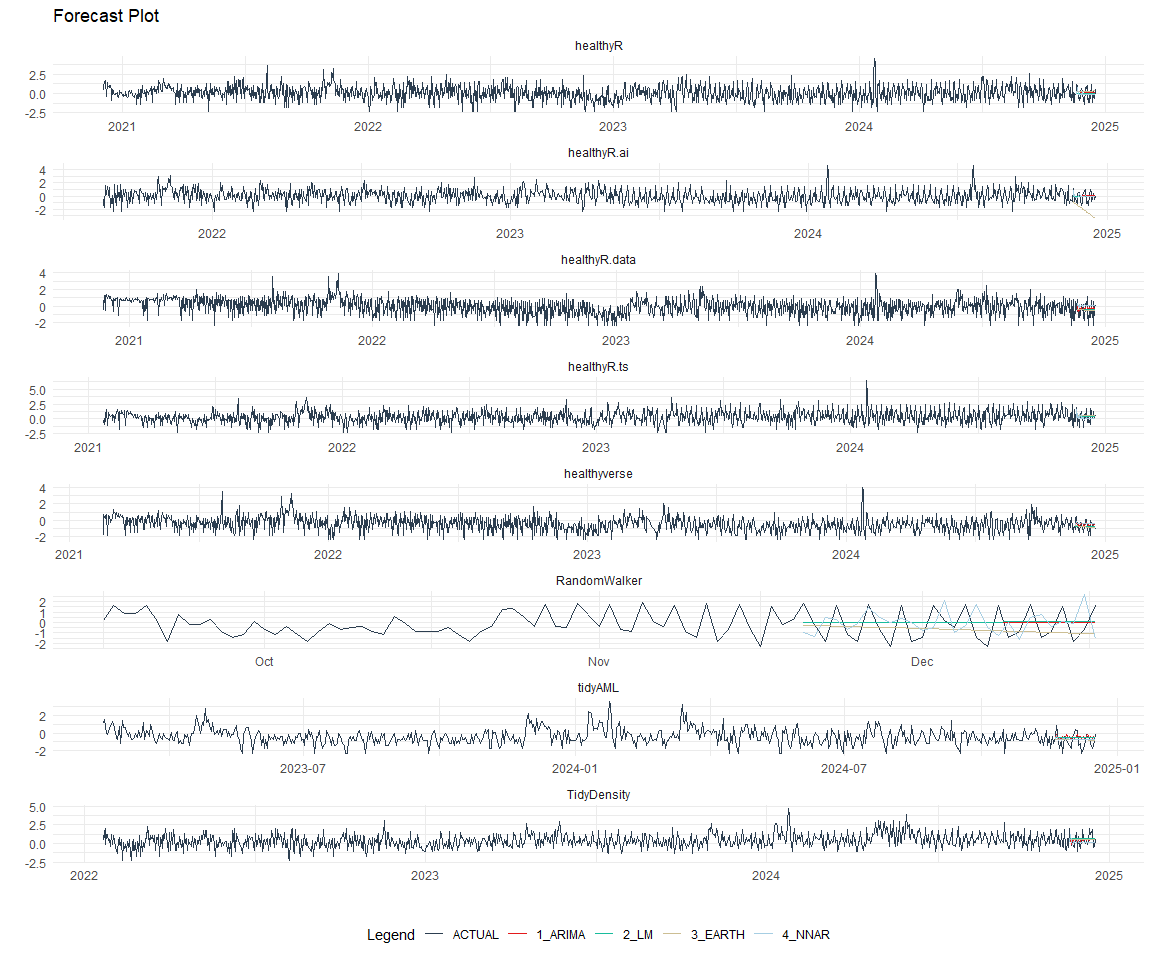 Forecast Plot
healthyR
2.5
0.0
-2.5
2021 2022 2023 2024 2025
healthyR.ai
4
2
0
-2
2022 2023 2024 2025
healthyR.data
4
2
0
-2
2021 2022 2023 2024 2025
healthyR.ts
5.0
2.5
0.0
-2.5
2021 2022 2023 2024 2025
healthyverse
4
2
0
-2
2021 2022 2023 2024 2025
RandomWalker
2
1
0
-1
-2
Oct Nov Dec
tidyAML
2
0
-2
2023-07 2024-01 2024-07 2025-01
TidyDensity
5.0
2.5
0.0
-2.5
2022 2023 2024 2025
Legend ACTUAL 1_ARIMA 2_LM 3_EARTH 4_NNAR